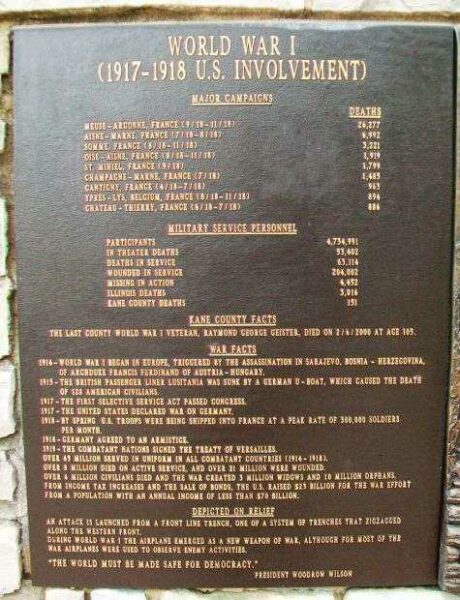 WORLD WAR I
(1917-1918 U.S. INVOLVEMENT)
MAJOR CAMPAIGNS
DEATHS
MEUSE-ARGONNE, FRANCE (9/18-11/18) 26,277
AISNE-MARNE, FRANCE (7/18-8/18) 6,992
SOMME, FRANCE (8/18-11/18) 3,221
OISE-AISNE, FRANCE (8/18-11/18) 1,919
ST. MIHIEL, FRANCE (9/18) 1,799
CHAMPAGNE-MARNE, FRANCE (7/18) 1,485
CANTIGNY, FRANCE (4/18-7/18) 963
YPRES-LYS, BELGIUM, FRANCE (8/18-11/18) 896
CHATEAU-THIERRY, FRANCE (6/18-7/18) 886
MILITARY SERVICE PERSONNEL
PARTICIPANTS 4,734,991
IN THEATER DEATHS 53,402
DEATHS IN SERVICE 63,114
WOUNDED IN SERVICE 204,002
MISSING IN ACTION 4,452
ILLINOIS DEATHS 3,016
KANE COUNTY DEATHS 151
KANE COUNTY FACTS
THE LAST COUNTY WORLD WAR I VETERAN, RAYMOND GEORGE GEISTER, DIED ON 2/6/2000 AT AGE 105.
WAR FACTS
1914-WORLD WAR I BEGAN IN EUROPE, TRIGGERED BY THE ASSASSINATION IN SARAJEVO, BOSNIA - HERZEGOVINA,
OF ARCHDUKE FRANCIS FERDINAND OF AUSTRIA-HUNGARY.
1915-THE BRITISH PASSENGER LINER LUSITANIA WAS SUNK BY A GERMAN U-BOAT, WHICH CAUSED THE DEATH
OF 128 AMERICAN CIVILIANS.
1917-THE FIRST SELECTIVE SERVICE ACT PASSED CONGRESS.
1917-THE UNITED STATES DECLARED WAR ON GERMANY.
1918-BY SPRING U.S. TROOPS WERE BEING SHIPPED INTO FRANCE AT A PEAK RATE OF 300,000 SOLDIERS
PER MONTH.
1918-GERMANY AGREED TO AN ARMISTICE.
1919-THE COMBATANT NATIONS SIGNED THE TREATY OF VERSAILLES.
OVER 65 MILLION SERVED IN UNIFORM IN ALL COMBATANT COUNTRIES (1914-1918).
OVER 8 MILLION DIED ON ACTIVE SERVICE, AND OVER 21 MILLION WERE WOUNDED.
OVER 6 MILLION CIVILIANS DIED AND THE WAR CREATED 5 MILLION WIDOWS AND 10 MILLION ORPHANS.
FROM INCOME TAX INCREASES AND THE SALE OF BONDS, THE U.S. RAISED $25 BILLION FOR THE WAR EFFORT
FROM A POPULATION WITH AN ANNUAL INCOME OF LESS THAN $70 BILLION.
DEPICTED ON RELIEF
AN ATTACK IS LAUNCHED FROM A FRONT LINE TRENCH, ONE OF A SYSTEM OF TRENCHES THAT ZIGZAGGED
ALONG THE WESTERN FRONT.
DURING WORLD WAR I THE AIRPLANE EMERGED AS A NEW WEAPON OF WAR, ALTHOUGH FOR MOST OF THE
WAR AIRPLANES WERE USED TO OBSERVE ENEMY ACTIVITIES.
"THE WORLD MUST BE MADE SAFE FOR DEMOCRACY."
PRESIDENT WOODROW WILSON